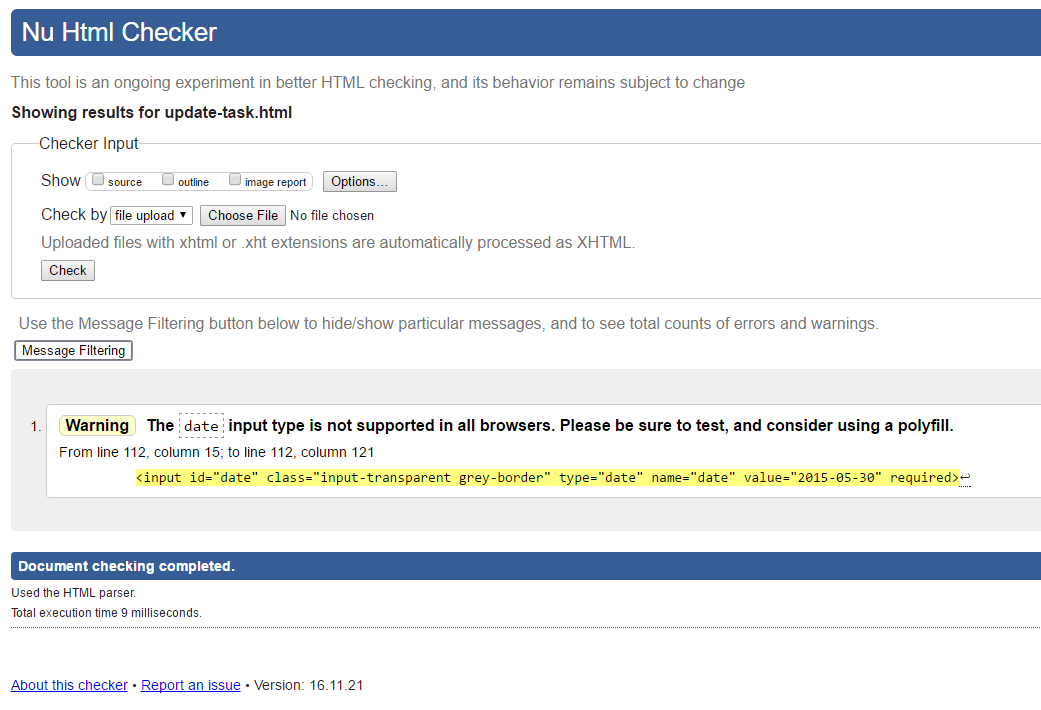 Nu Html Checker
This tool is an ongoing experiment in better HTML checking, and its behavior remains subject to change
Showing results for update-task.html
Checker Input
Show source outline image report Options...
Check by file upload ▼ Choose File No file chosen
Uploaded files with xhtml or .xht extensions are automatically processed as XHTML.
Check
Use the Message Filtering button below to hide/show particular messages, and to see total counts of errors and warnings.
Message Filtering
1. Warning The date input type is not supported in all browsers. Please be sure to test, and consider using a polyfill.
From line 112, column 15; to line 112, column 121
<input id="date" class="input-transparent grey-border" type="date" name="date" value="2015-05-30" required>↩
Document checking completed.
Used the HTML parser.
Total execution time 9 milliseconds.
About this checker • Report an issue • Version: 16.11.21